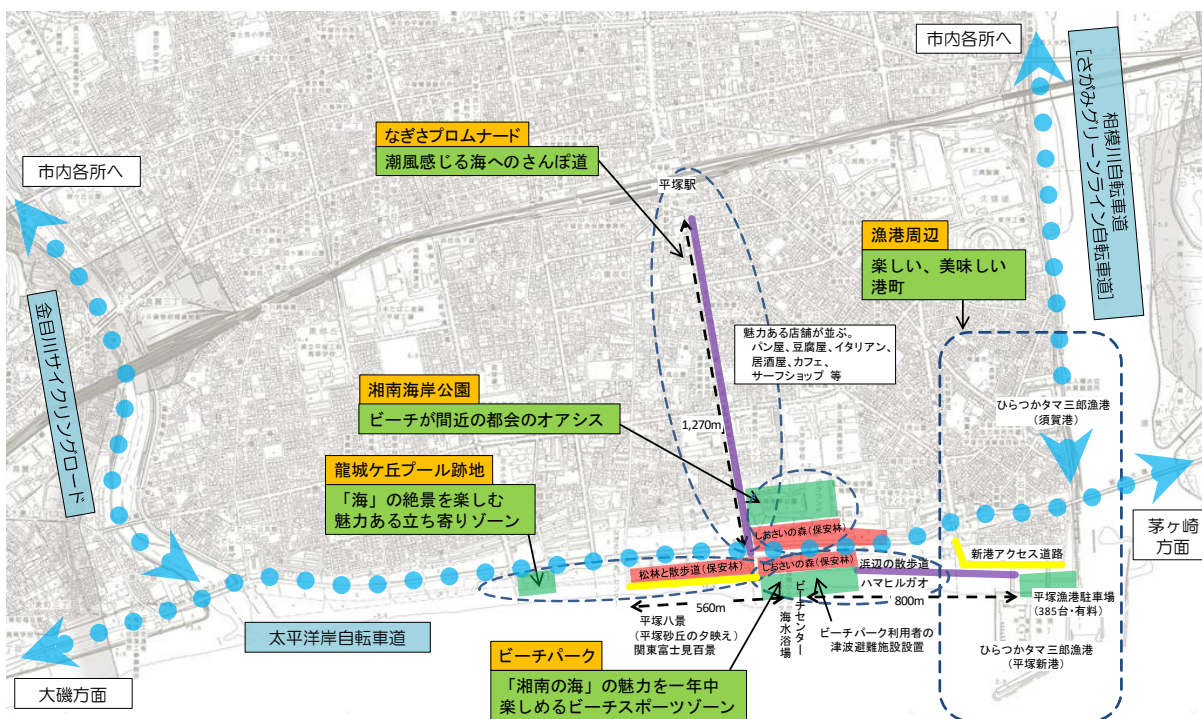 市内各所へ
市内各所へ
相模川自転車道
[さがみグリーンライン自転車道]
なぎさプロムナード
潮風感じる海へのさんぽ道
平塚駅
漁港周辺
楽しい、美味しい
港町
金目川サイクリングロード
魅力ある店舗が並ぶ。
パン屋、豆腐屋、イタリアン、
居酒屋、カフェ、
サーフショップ 等
湘南海岸公園
ビーチが間近の都会のオアシス
1,270m
ひらつかタマ三郎漁港
(須賀港)
龍城ケ丘プール跡地
「海」の絶景を楽しむ
魅力ある立ち寄りゾーン
茅ヶ崎
方面
しおさいの森(保安林)
新港アクセス道路
松林と散歩道(保安林)
しおさいの森(保安林)
浜辺の散歩道
ハマヒルガオ
560m
800m
平塚漁港駐車場
(385台・有料)
平塚八景
(平塚砂丘の夕映え)
関東富士見百景
ビーチセンター
海水浴場
ビーチパーク利用者の
津波避難施設設置
ひらつかタマ三郎漁港
(平塚新港)
太平洋岸自転車道
大磯方面
ビーチパーク
「湘南の海」の魅力を一年中
楽しめるビーチスポーツゾーン